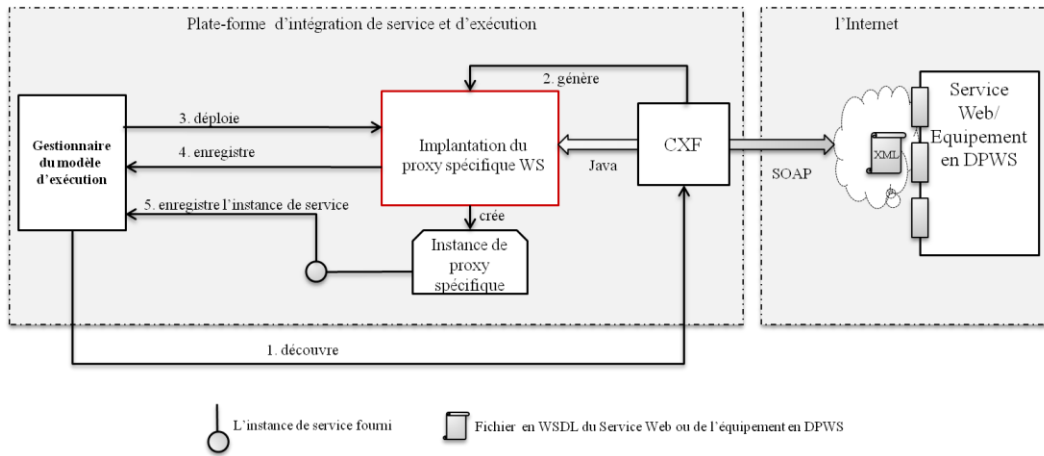 Plate-forme d’intégration de service et d’exécution
l’Internet
2. génère
Gestionnaire
du modèle
d’exécution
3. déploie
4. enregistre
5. enregistre l’instance de service
Implantation du
proxy spécifique WS
Java
CXF
SOAP
XML
Service
Web/
Equipement
en DPWS
crée
Instance de
proxy
spécifique
1. découvre
L’instance de service fourni
Fichier en WSDL du Service Web ou de l’équipement en DPWS